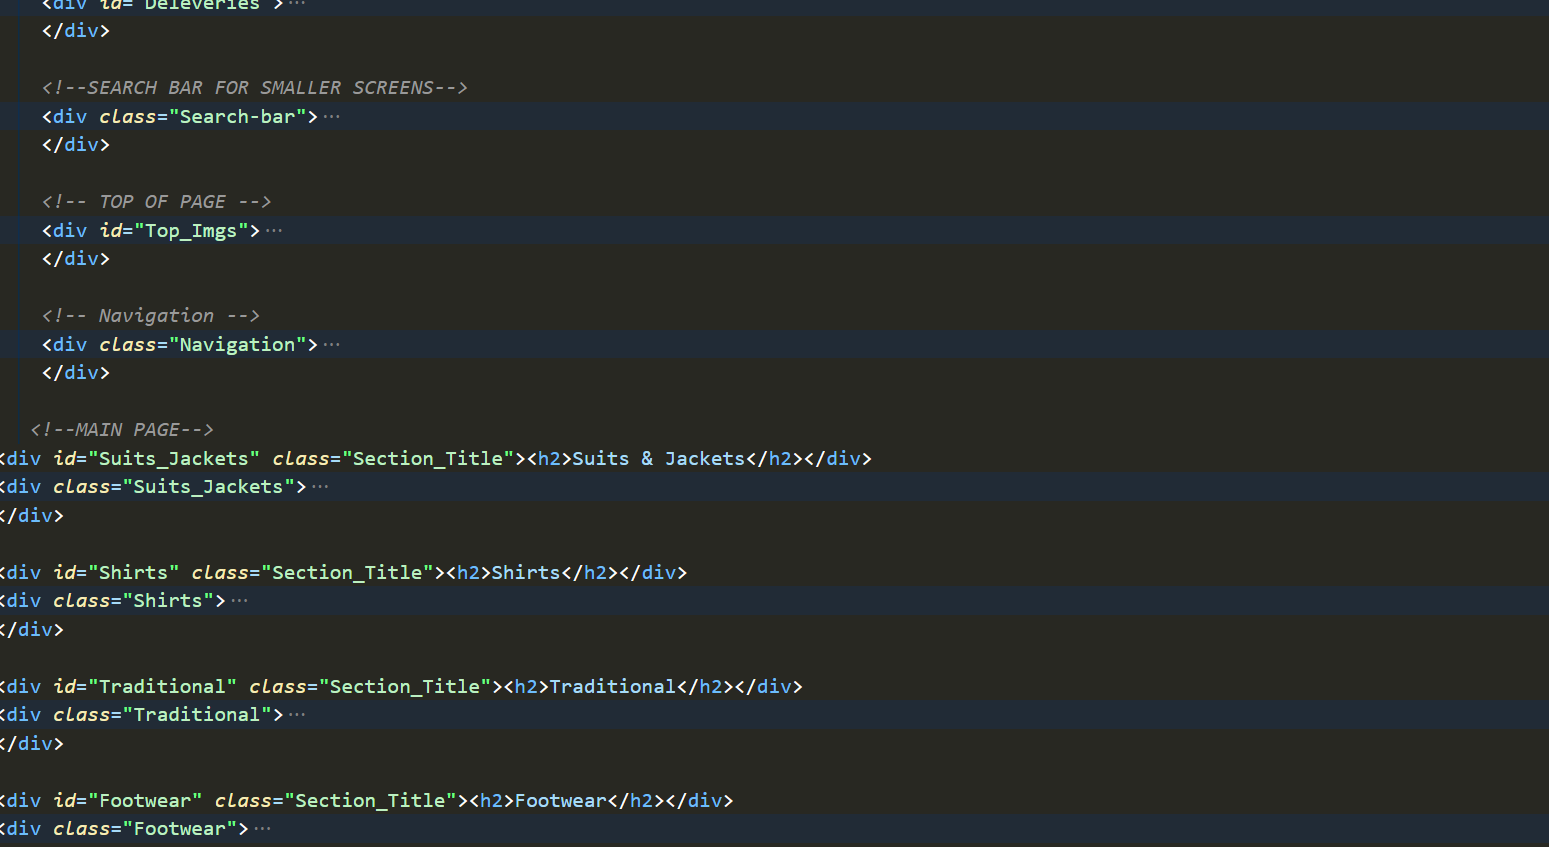 <div id="Deleveries">···
</div>
<!--SEARCH BAR FOR SMALLER SCREENS-->
<div class="Search-bar">···
</div>
<!-- TOP OF PAGE -->
<div id="Top_Imgs">···
</div>
<!-- Navigation -->
<div class="Navigation">···
</div>
<!--MAIN PAGE-->
<div id="Suits_Jackets" class="Section_Title"><h2>Suits & Jackets</h2></div>
<div class="Suits_Jackets">···
</div>
<div id="Shirts" class="Section_Title"><h2>Shirts</h2></div>
<div class="Shirts">···
</div>
<div id="Traditional" class="Section_Title"><h2>Traditional</h2></div>
<div class="Traditional">···
</div>
<div id="Footwear" class="Section_Title"><h2>Footwear</h2></div>
<div class="Footwear">···